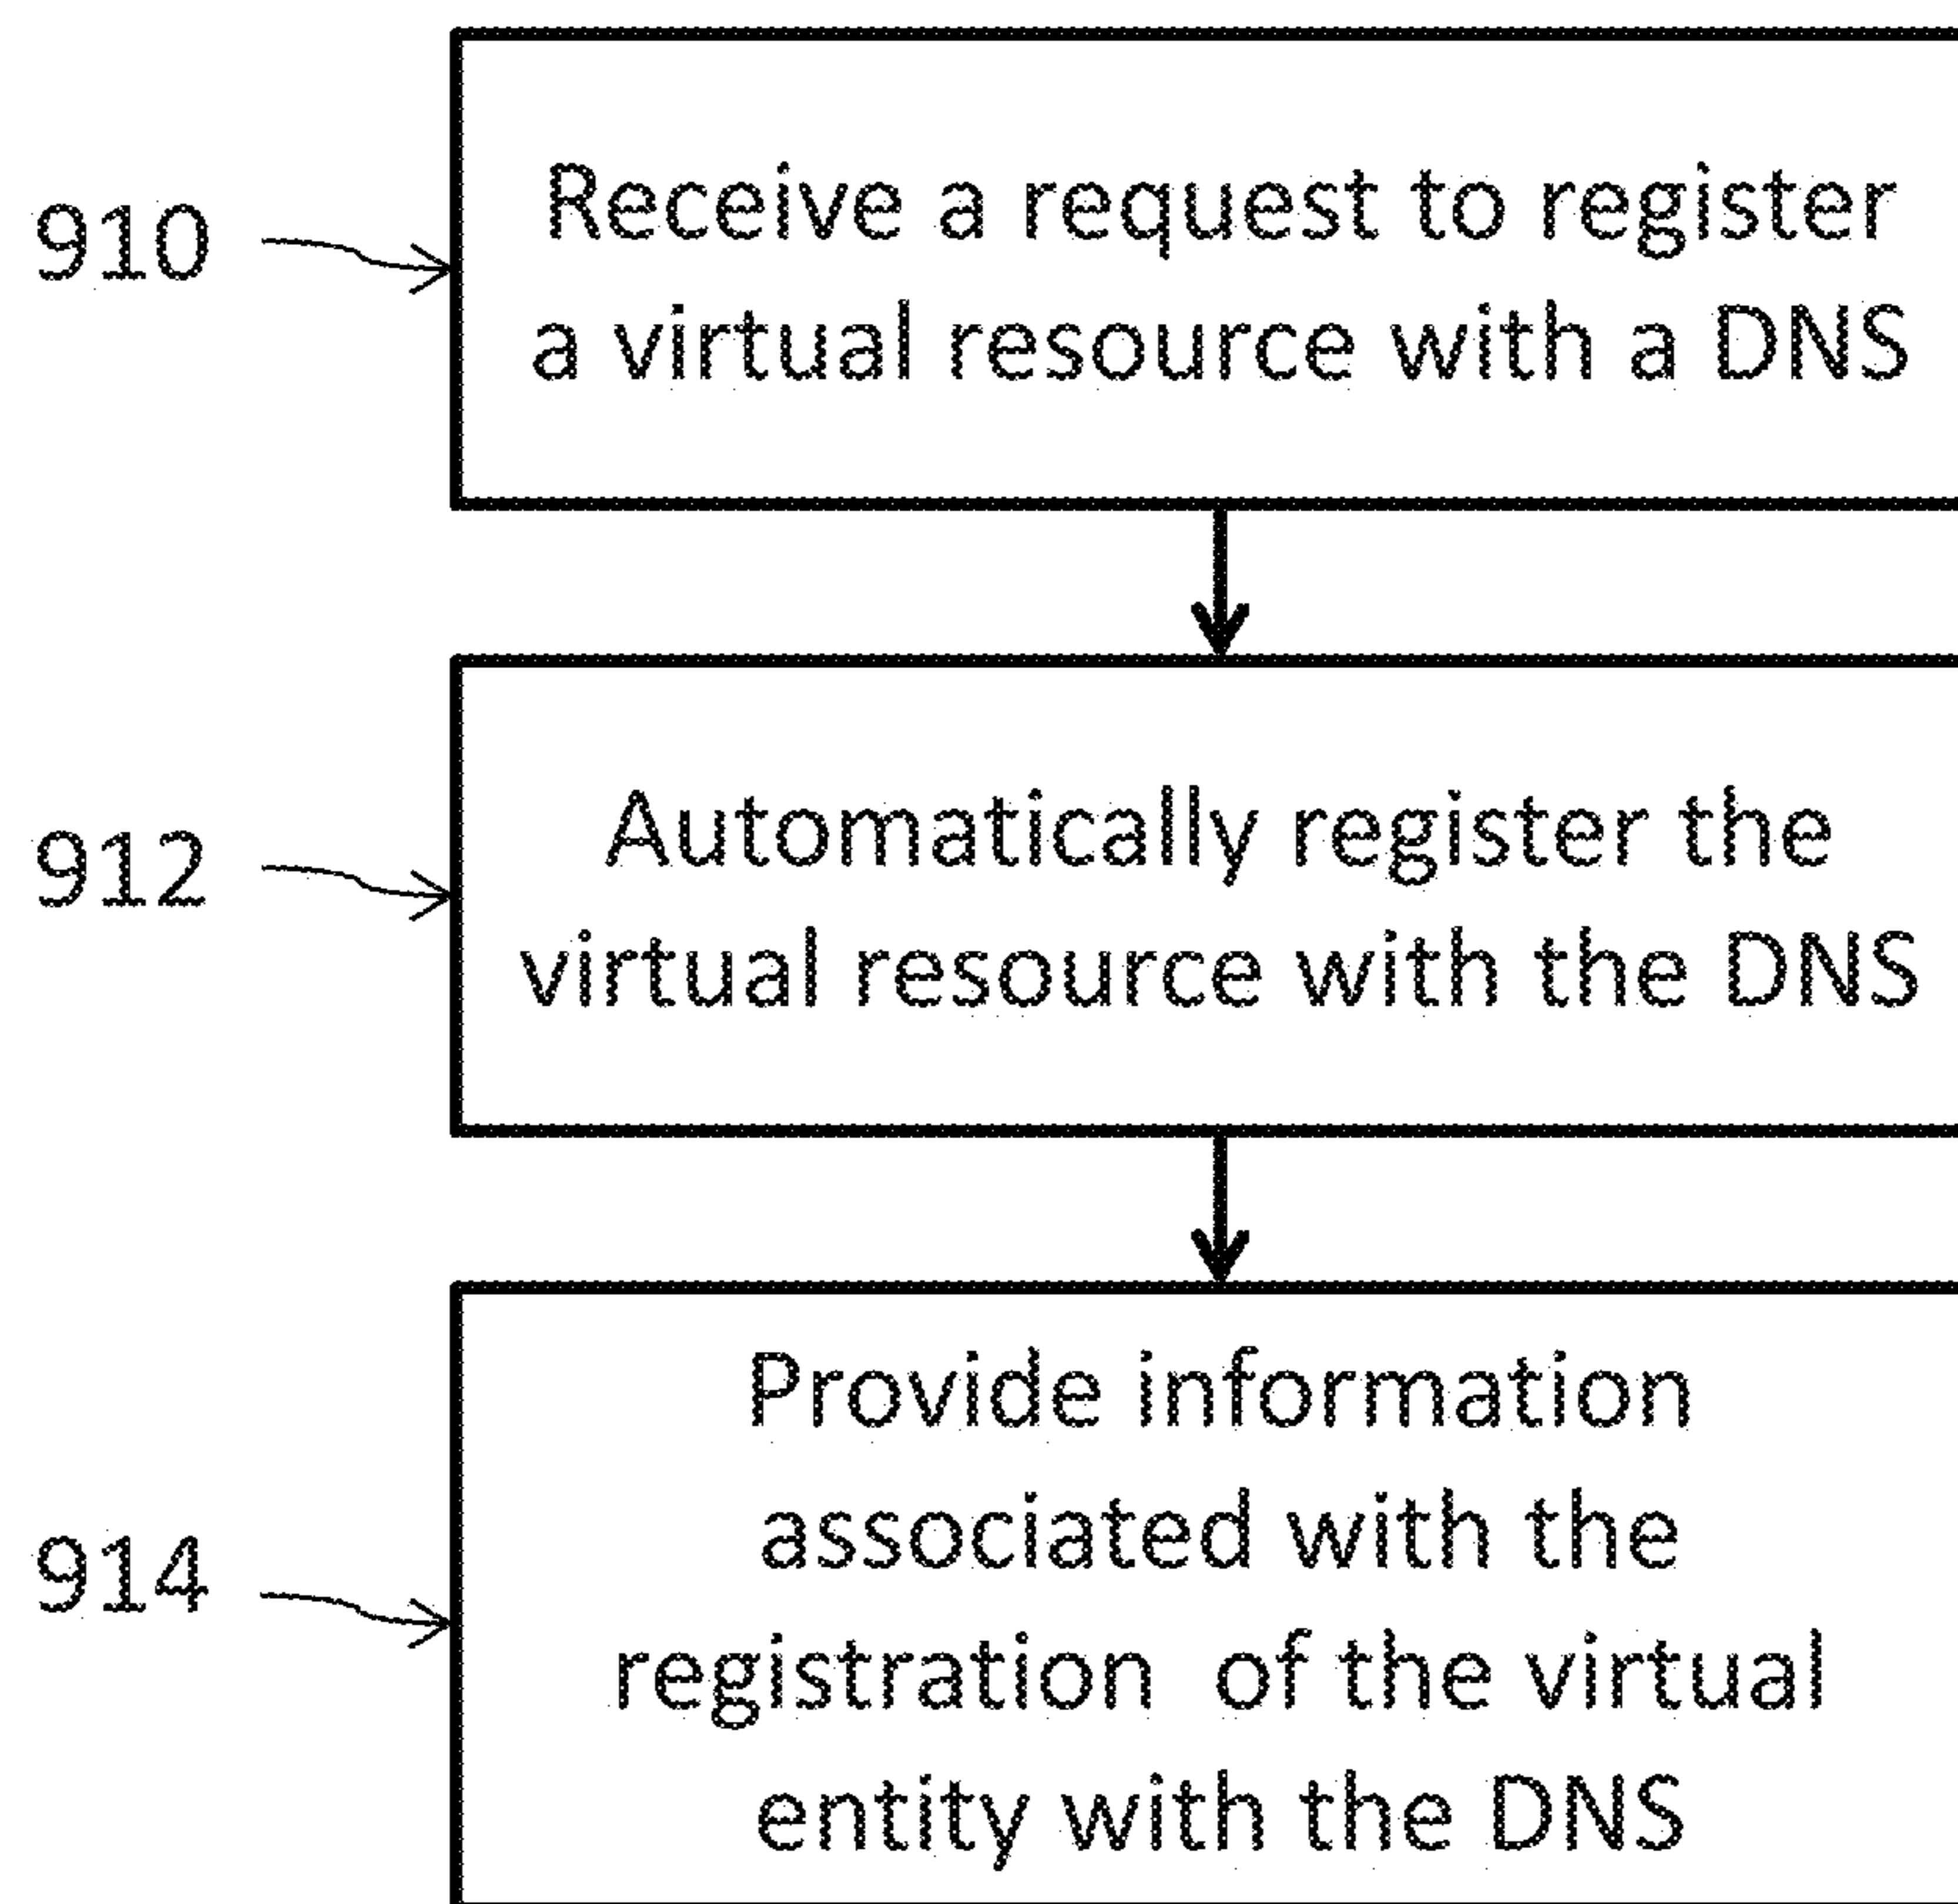 910
Receive a request to register
a virtual resource with a DNS
912
Automatically register the
virtual resource with the DNS
914
Provide information
associated with the
registration of the virtual
entity with the DNS